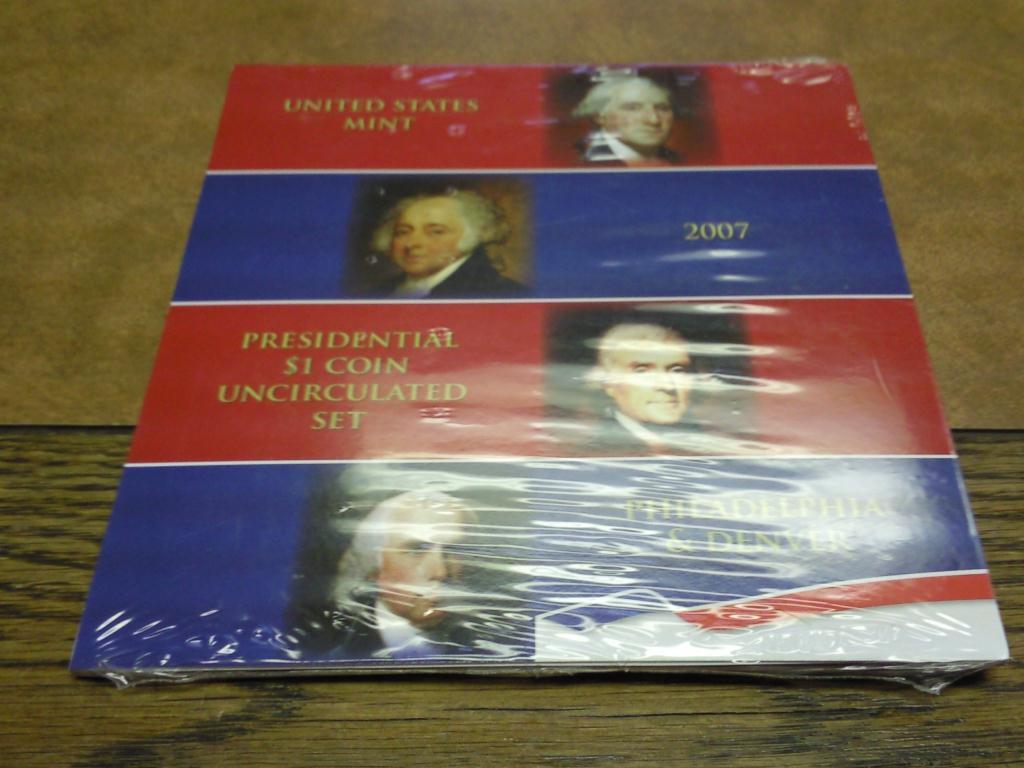 UNITED STATES
MINT
2007
PRESIDENTIAL
$1 COIN
UNCIRCULATED
SET
PHILADELPHIA
& DENVER